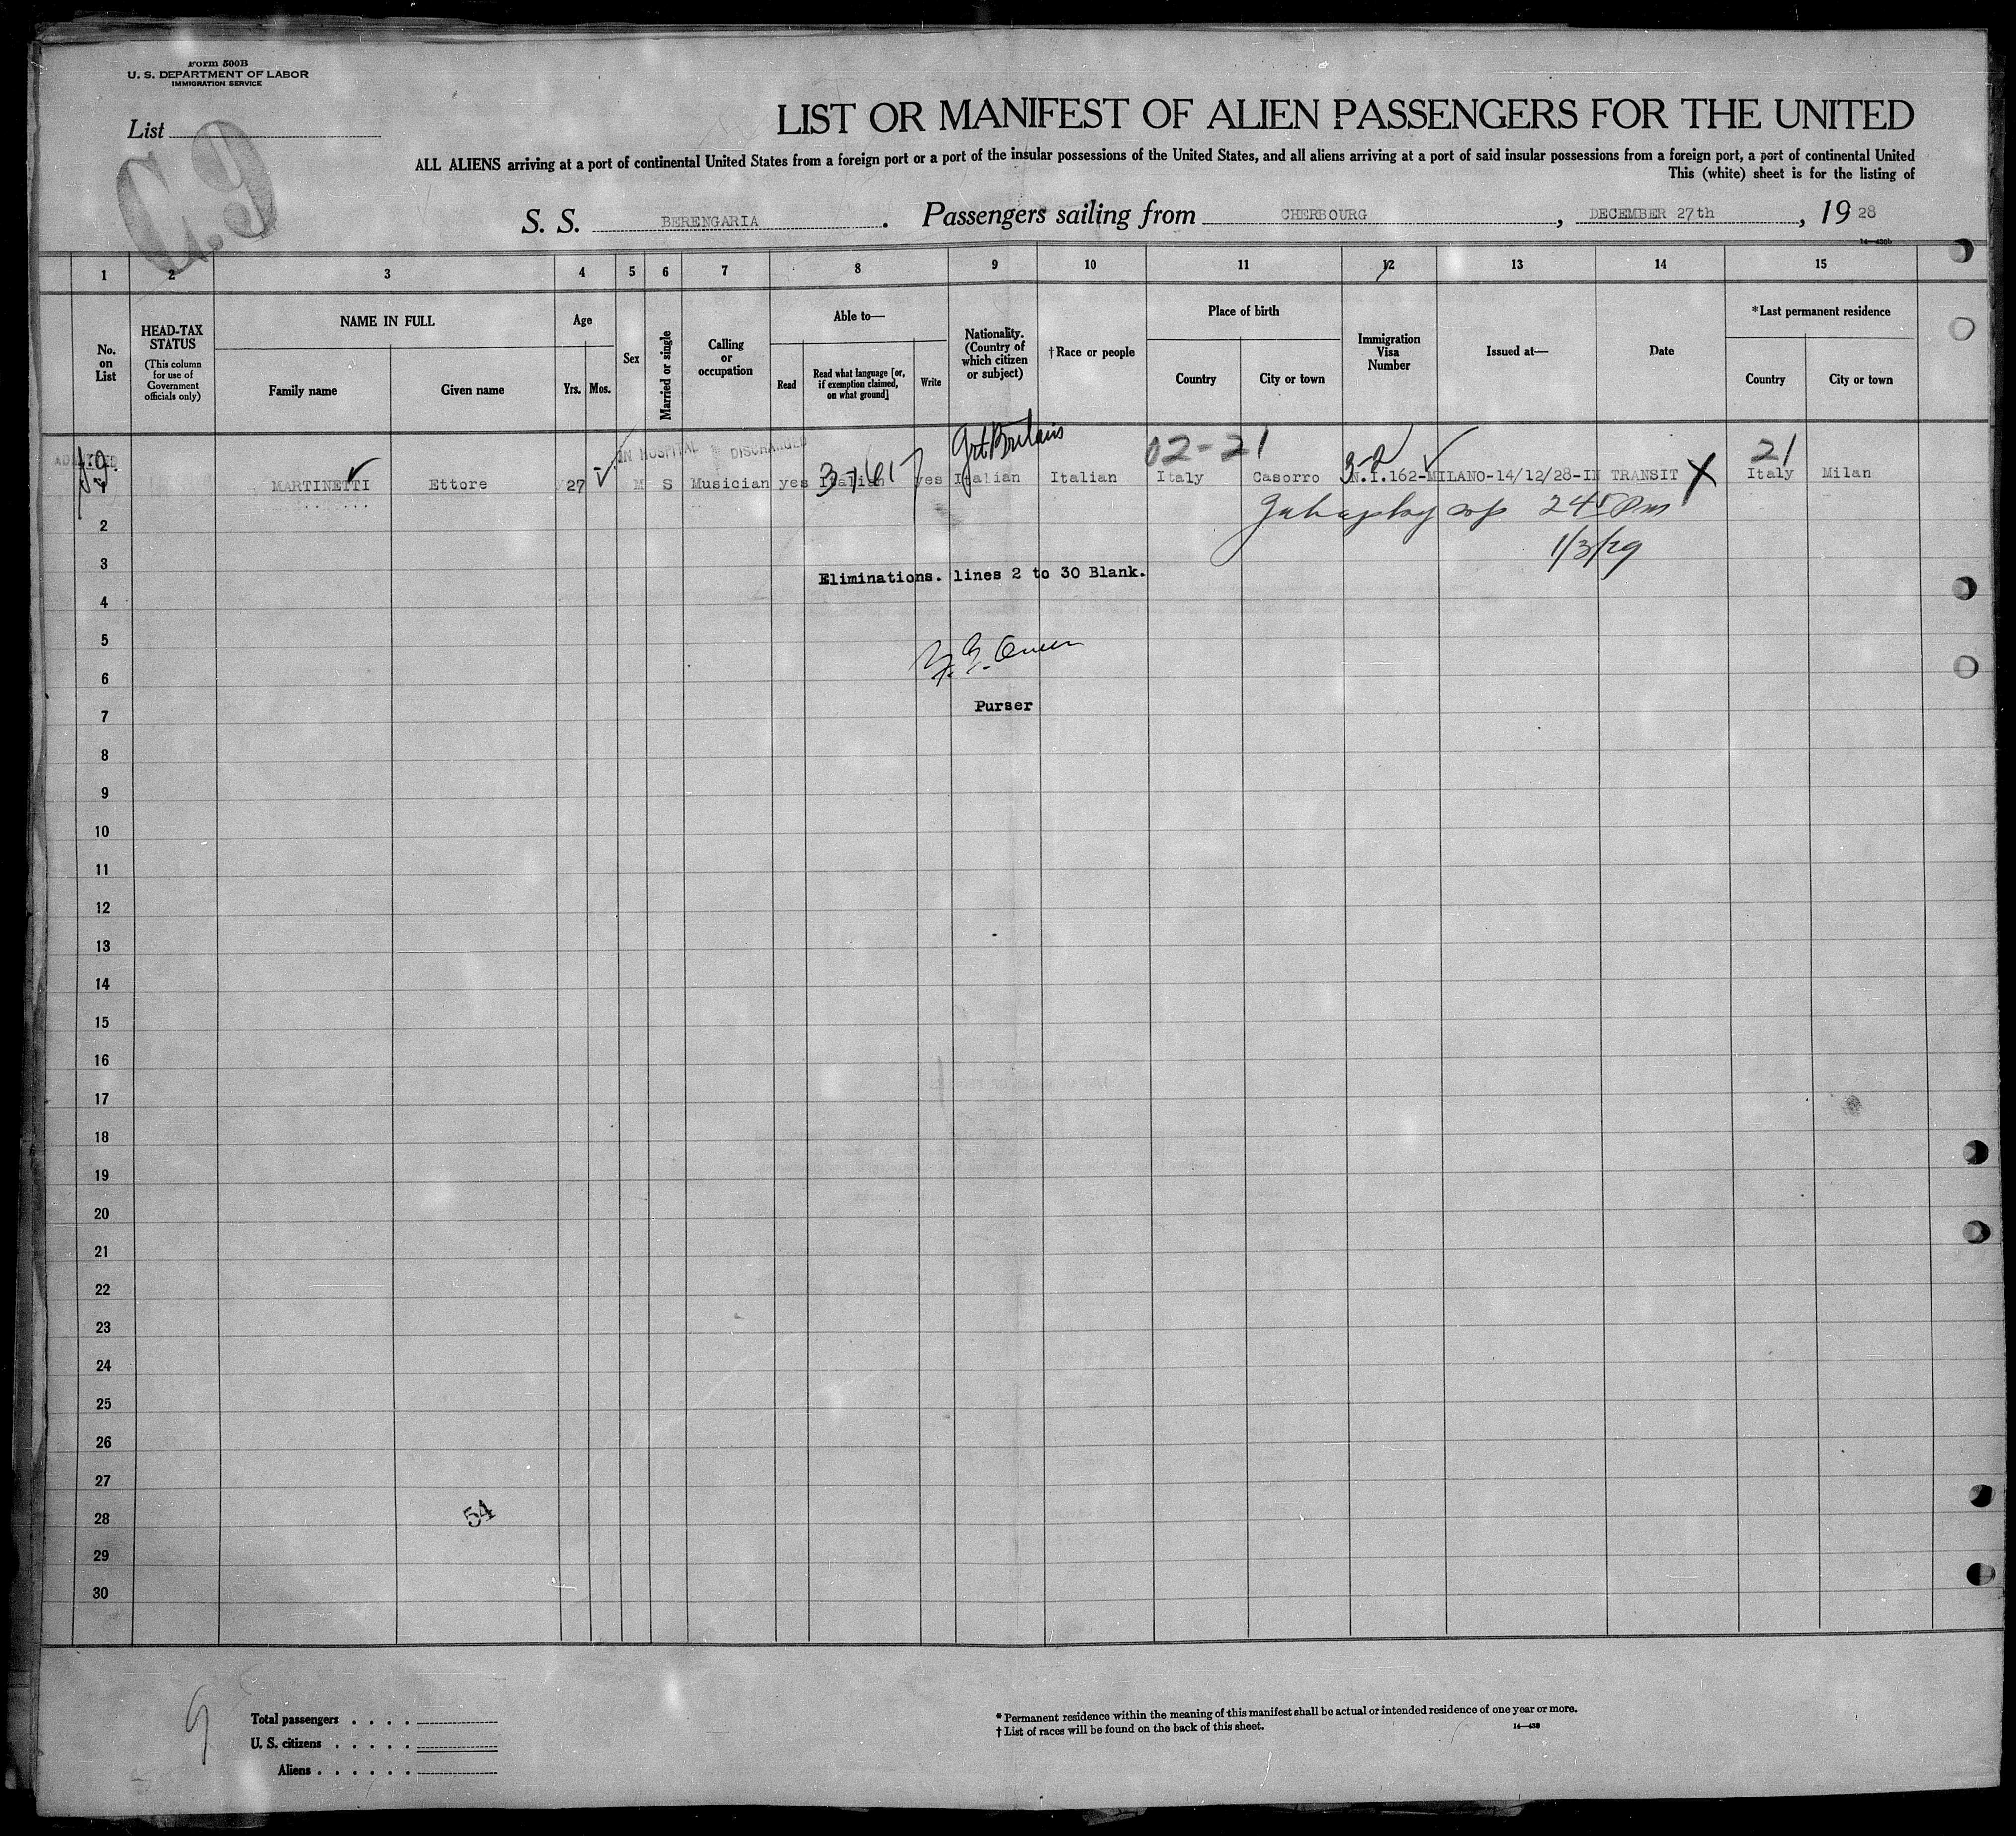 Form 500B
U. S. DEPARTMENT OF LABOR
IMMIGRATION SERVICE
List
C.9
LIST OR MANIFEST OF ALIEN PASSENGERS FOR THE UNITED
ALL ALIENS arriving at a port of continental United States from a foreign port or a port of the insular possessions of the United States, and all aliens arriving at a port of said insular possessions from a foreign port, a port of continental United
This (white) sheet is for the listing of
S. S. BERENGARIA. Passengers sailing from CHERBOURG, DECEMBER 27th, 1928
14—430b
1 2 3 4 5 6 7 8 9 10 11 12 13 14 15
No. on List
HEAD-TAX STATUS (This column for use of Government officials only)
NAME IN FULL
Family name
Given name
Age
Yrs.
Mos.
Sex
Married or single
Calling or occupation
Able to—
Read
Read what language [or, if exemption claimed, on what ground]
Write
Nationality. (Country of which citizen or subject)
†Race or people
Place of birth
Country
City or town
Immigration Visa Number
Issued at—
Date
*Last permanent residence
Country
City or town
ADMITTED
IN HOSPITAL DISCHARGED
Grt Britain
02-21
21
1 MARTINETTI Ettore 27 M S Musician yes Italian yes Italian Italian Italy Casorro N.I.162-MILANO-14/12/28-IN TRANSIT Italy Milan
245 Pm
2
1/3/29
3
Eliminations. lines 2 to 30 Blank.
4
5
6
Purser
7
8
9
10
11
12
13
14
15
16
17
18
19
20
21
22
23
24
25
26
27
54
28
29
30
9
Total passengers . . . .
U. S. citizens . . . . .
Aliens . . . . . .
* Permanent residence within the meaning of this manifest shall be actual or intended residence of one year or more.
† List of races will be found on the back of this sheet.
14—430